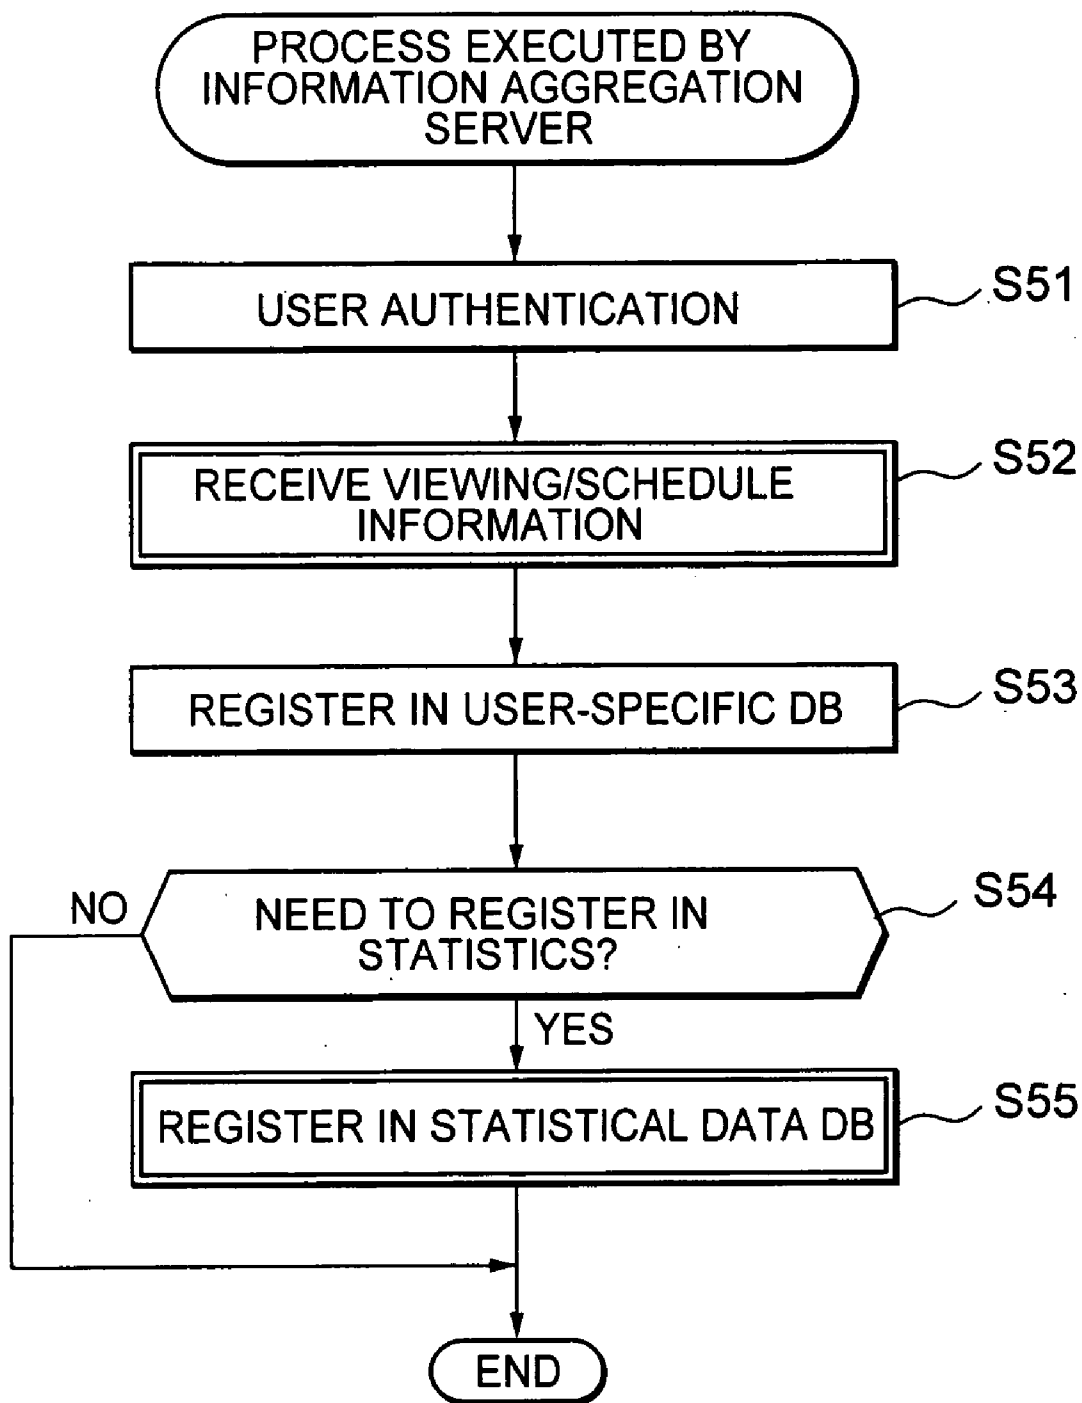 PROCESS EXECUTED BY
INFORMATION AGGREGATION
SERVER
USER AUTHENTICATION
S51
RECEIVE VIEWING/SCHEDULE
INFORMATION
S52
REGISTER IN USER-SPECIFIC DB
S53
NO
NEED TO REGISTER IN
STATISTICS?
S54
YES
REGISTER IN STATISTICAL DATA DB
S55
END